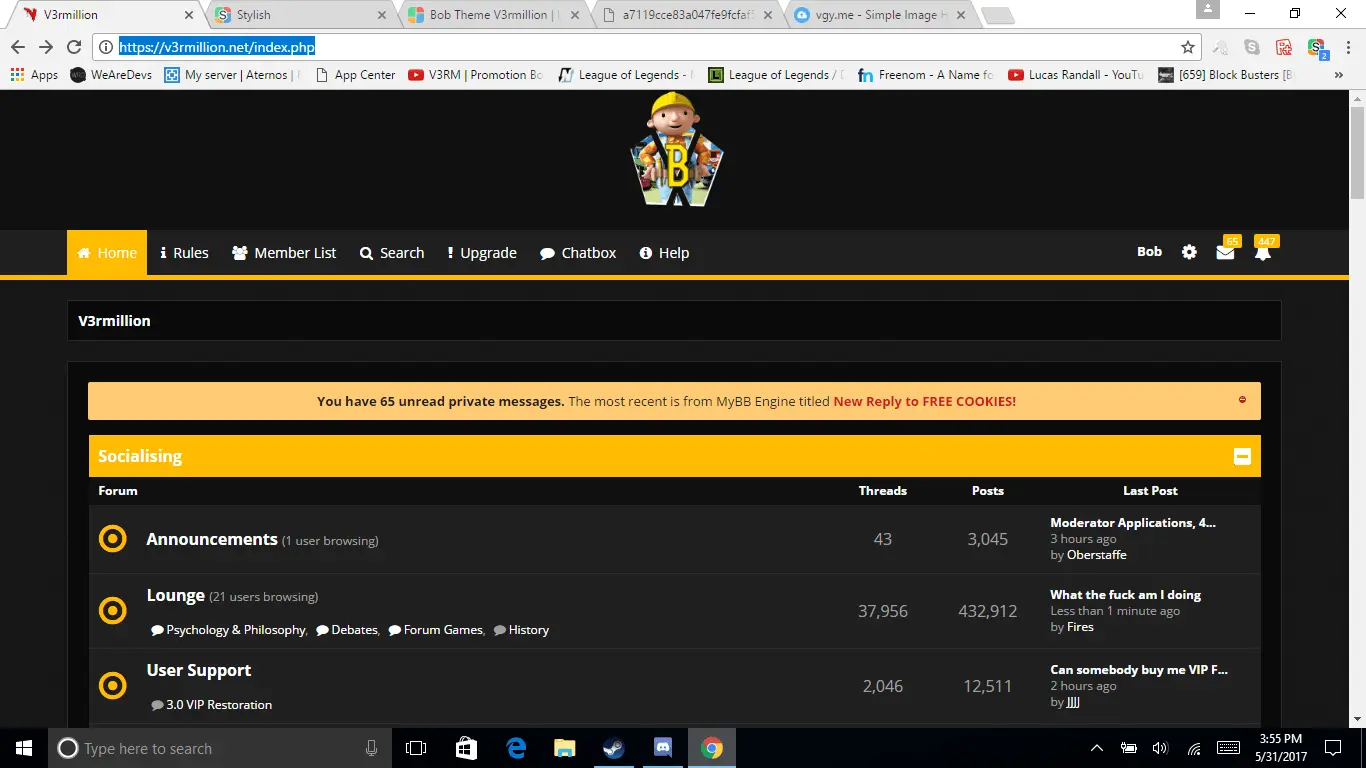 V3rmillion
Stylish
Bob Theme V3rmillion |
a7119cce83a047fe9fcfaf
vgy.me - Simple Image H
https://v3rmillion.net/index.php
2
Apps
WeAreDevs
My server | Aternos |
App Center
V3RM | Promotion Bo
League of Legends -
League of Legends /
Freenom - A Name fo
Lucas Randall - YouTu
[659] Block Busters [B
»
B
Home
Rules
Member List
Search
Upgrade
Chatbox
Help
Bob
65
447
V3rmillion
You have 65 unread private messages. The most recent is from MyBB Engine titled New Reply to FREE COOKIES!
Socialising
Forum Threads Posts Last Post
Announcements (1 user browsing)
43
3,045
Moderator Applications, 4...
3 hours ago
by Oberstaffe
Lounge (21 users browsing)
Psychology & Philosophy, Debates, Forum Games, History
37,956
432,912
What the fuck am I doing
Less than 1 minute ago
by Fires
User Support
3.0 VIP Restoration
2,046
12,511
Can somebody buy me VIP F...
2 hours ago
by JJJJ
Type here to search
3:55 PM
5/31/2017